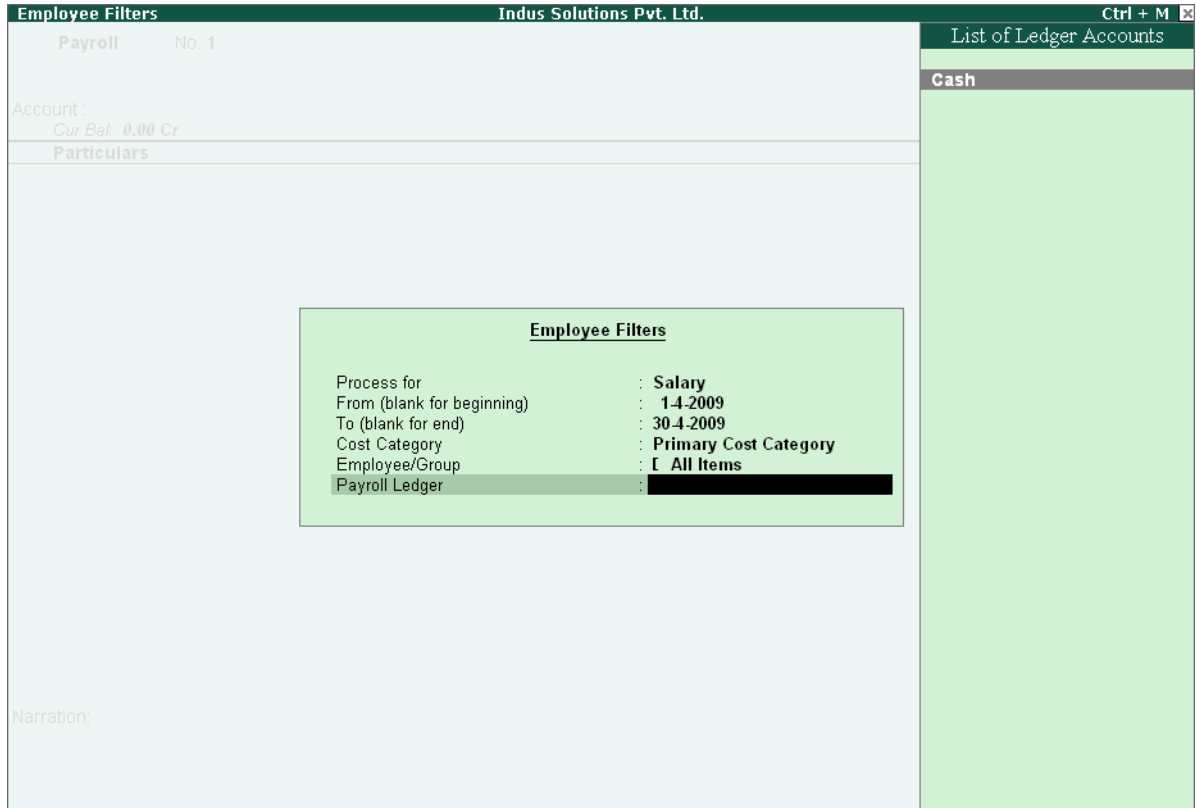 Employee Filters Indus Solutions Pvt. Ltd. Ctrl + M
Payroll No. 1
List of Ledger Accounts
Cash
Account :
Cur Bal: 0.00 Cr
Particulars
Employee Filters
Process for : Salary
From (blank for beginning) : 1-4-2009
To (blank for end) : 30-4-2009
Cost Category : Primary Cost Category
Employee/Group : [ All Items
Payroll Ledger :
Narration: